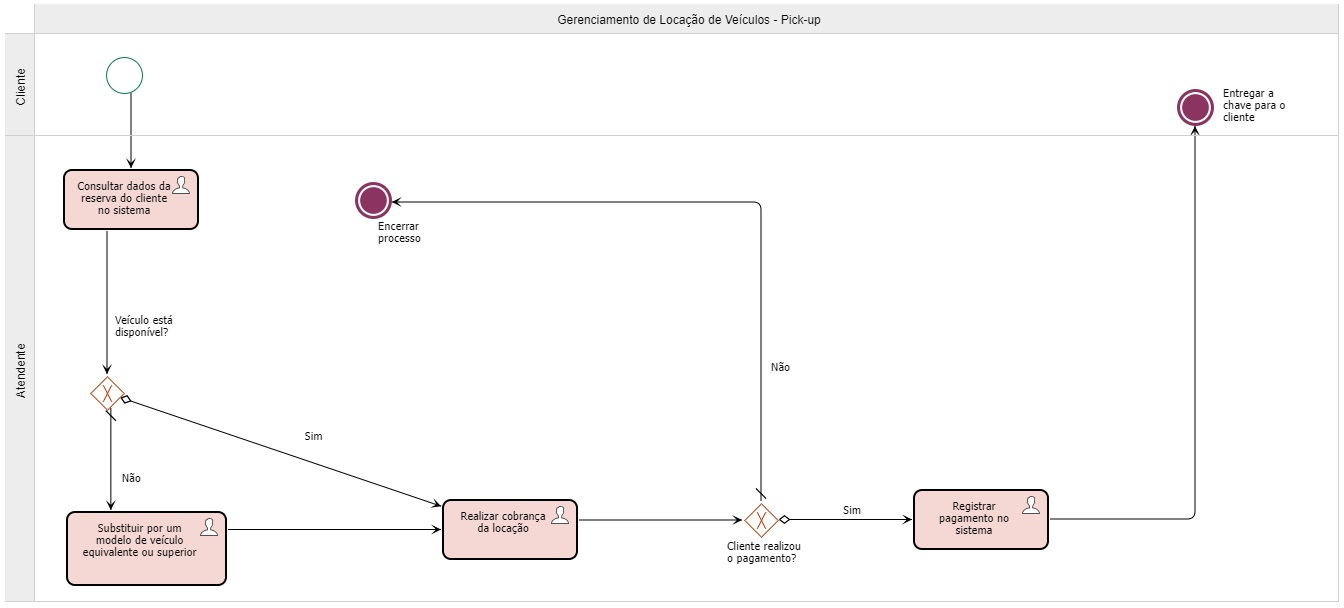 Gerenciamento de Locação de Veículos - Pick-up
Cliente
Entregar a
chave para o
cliente
Atendente
Consultar dados da
reserva do cliente
no sistema
Encerrar
processo
Veículo está
disponível?
Não
Sim
Não
Substituir por um
modelo de veículo
equivalente ou superior
Realizar cobrança
da locação
X
X
Cliente realizou
o pagamento?
Sim
Registrar
pagamento no
sistema